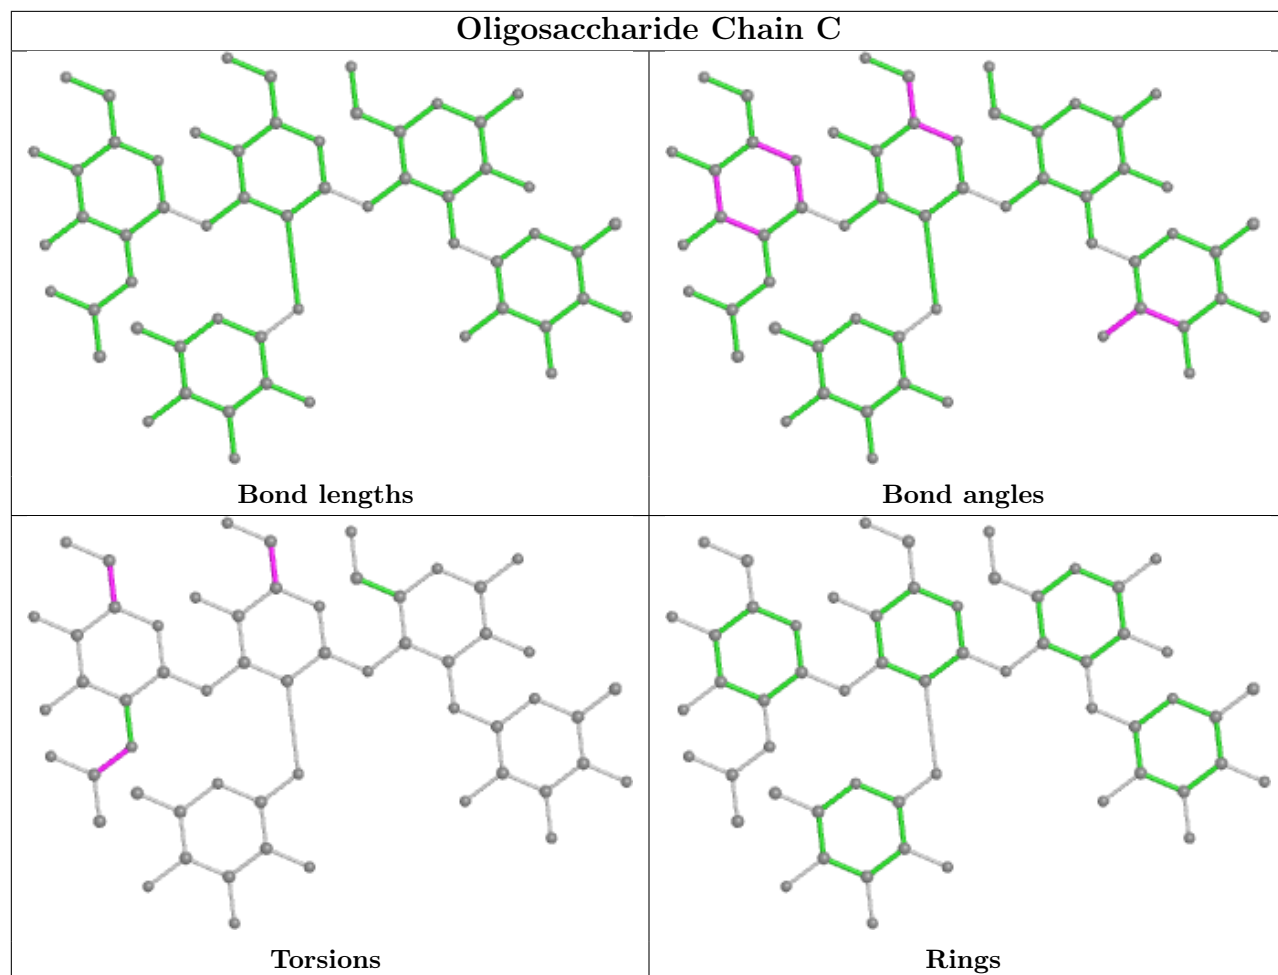 Oligosaccharide Chain C
Bond lengths
Bond angles
Torsions
Rings